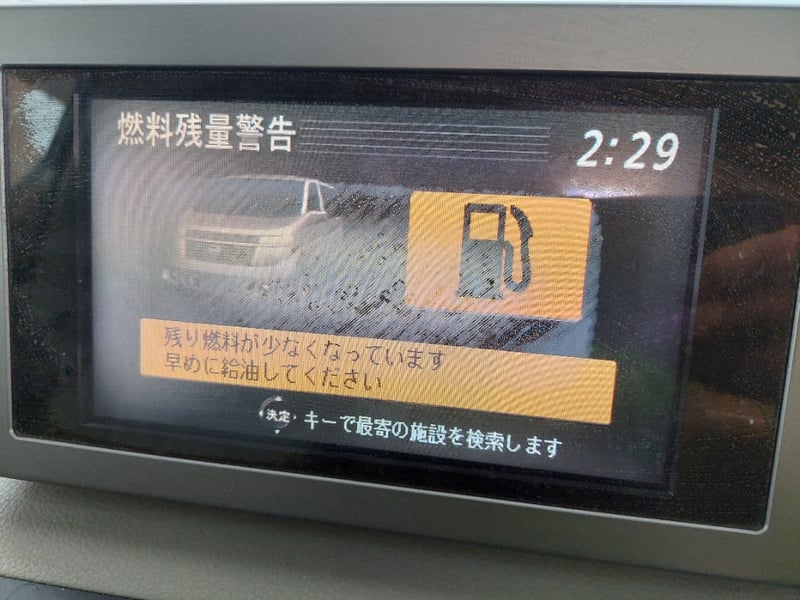 燃料残量警告
2:29
残り燃料が少なくなっています
早めに給油してください
決定 キーで最寄の施設を検索します